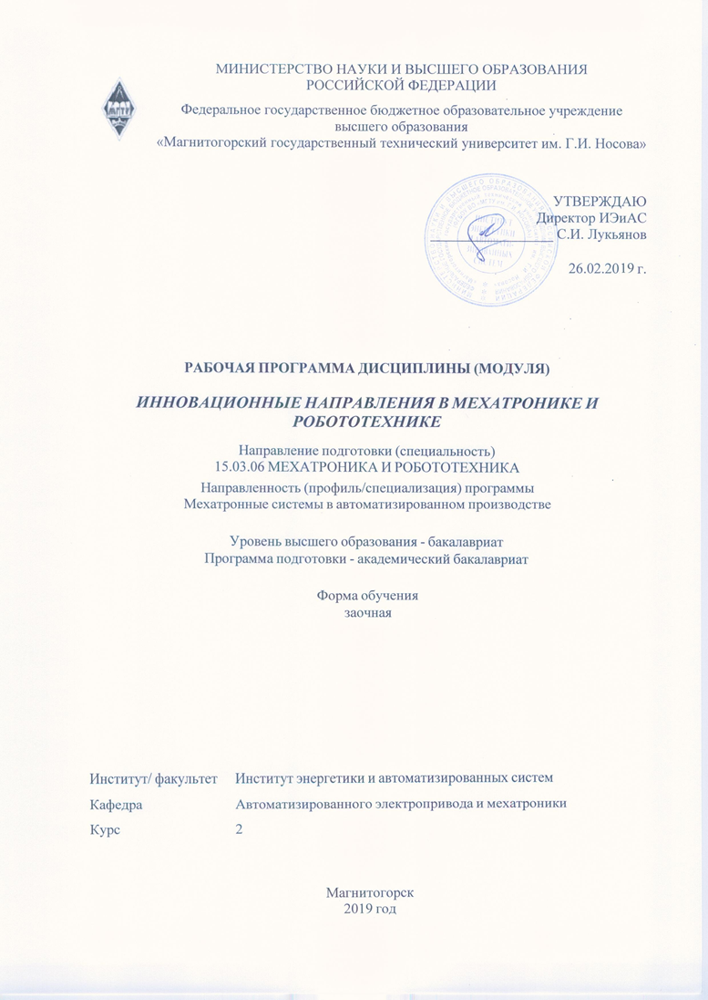 МИНИСТЕРСТВО НАУКИ И ВЫСШЕГО ОБРАЗОВАНИЯ
РОССИЙСКОЙ ФЕДЕРАЦИИ
Федеральное государственное бюджетное образовательное учреждение
высшего образования
«Магнитогорский государственный технический университет им. Г.И. Носова»
УТВЕРЖДАЮ
Директор ИЭиАС
С.И. Лукьянов
26.02.2019 г.
РАБОЧАЯ ПРОГРАММА ДИСЦИПЛИНЫ (МОДУЛЯ)
ИННОВАЦИОННЫЕ НАПРАВЛЕНИЯ В МЕХАТРОНИКЕ И
РОБОТОТЕХНИКЕ
Направление подготовки (специальность)
15.03.06 МЕХАТРОНИКА И РОБОТОТЕХНИКА
Направленность (профиль/специализация) программы
Мехатронные системы в автоматизированном производстве
Уровень высшего образования - бакалавриат
Программа подготовки - академический бакалавриат
Форма обучения
заочная
Институт/ факультет Институт энергетики и автоматизированных систем
Кафедра Автоматизированного электропривода и мехатроники
Курс 2
Магнитогорск
2019 год